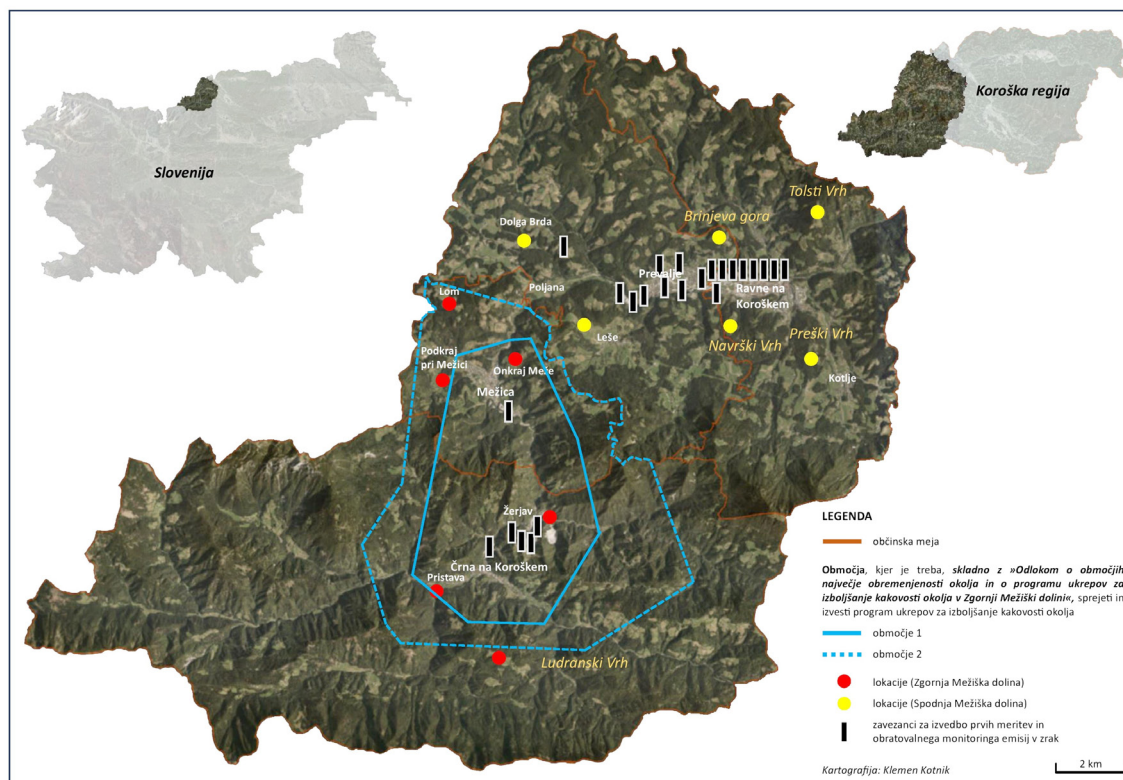 Slovenija
Koroška regija
Tolsti Vrh
Brinjeva gora
Dolga Brda
Prevalje
Poljana
Ravne na
Koroškem
Lom
Leše
Navrški Vrh
Preški Vrh
Podkraj
pri Mežici
Onkraj Meže
Kotlje
Mežica
Žerjav
Črna na Koroškem
Pristava
Ludranski Vrh
LEGENDA
občinska meja
Območja, kjer je treba, skladno z »Odlokom o območjih
največje obremenjenosti okolja in o programu ukrepov za
izboljšanje kakovosti okolja v Zgornji Mežiški dolini«, sprejeti in
izvesti program ukrepov za izboljšanje kakovosti okolja
območje 1
območje 2
lokacije (Zgornja Mežiška dolina)
lokacije (Spodnja Mežiška dolina)
zavezanci za izvedbo prvih meritev in
obratovalnega monitoringa emisij v zrak
Kartografija: Klemen Kotnik
2 km